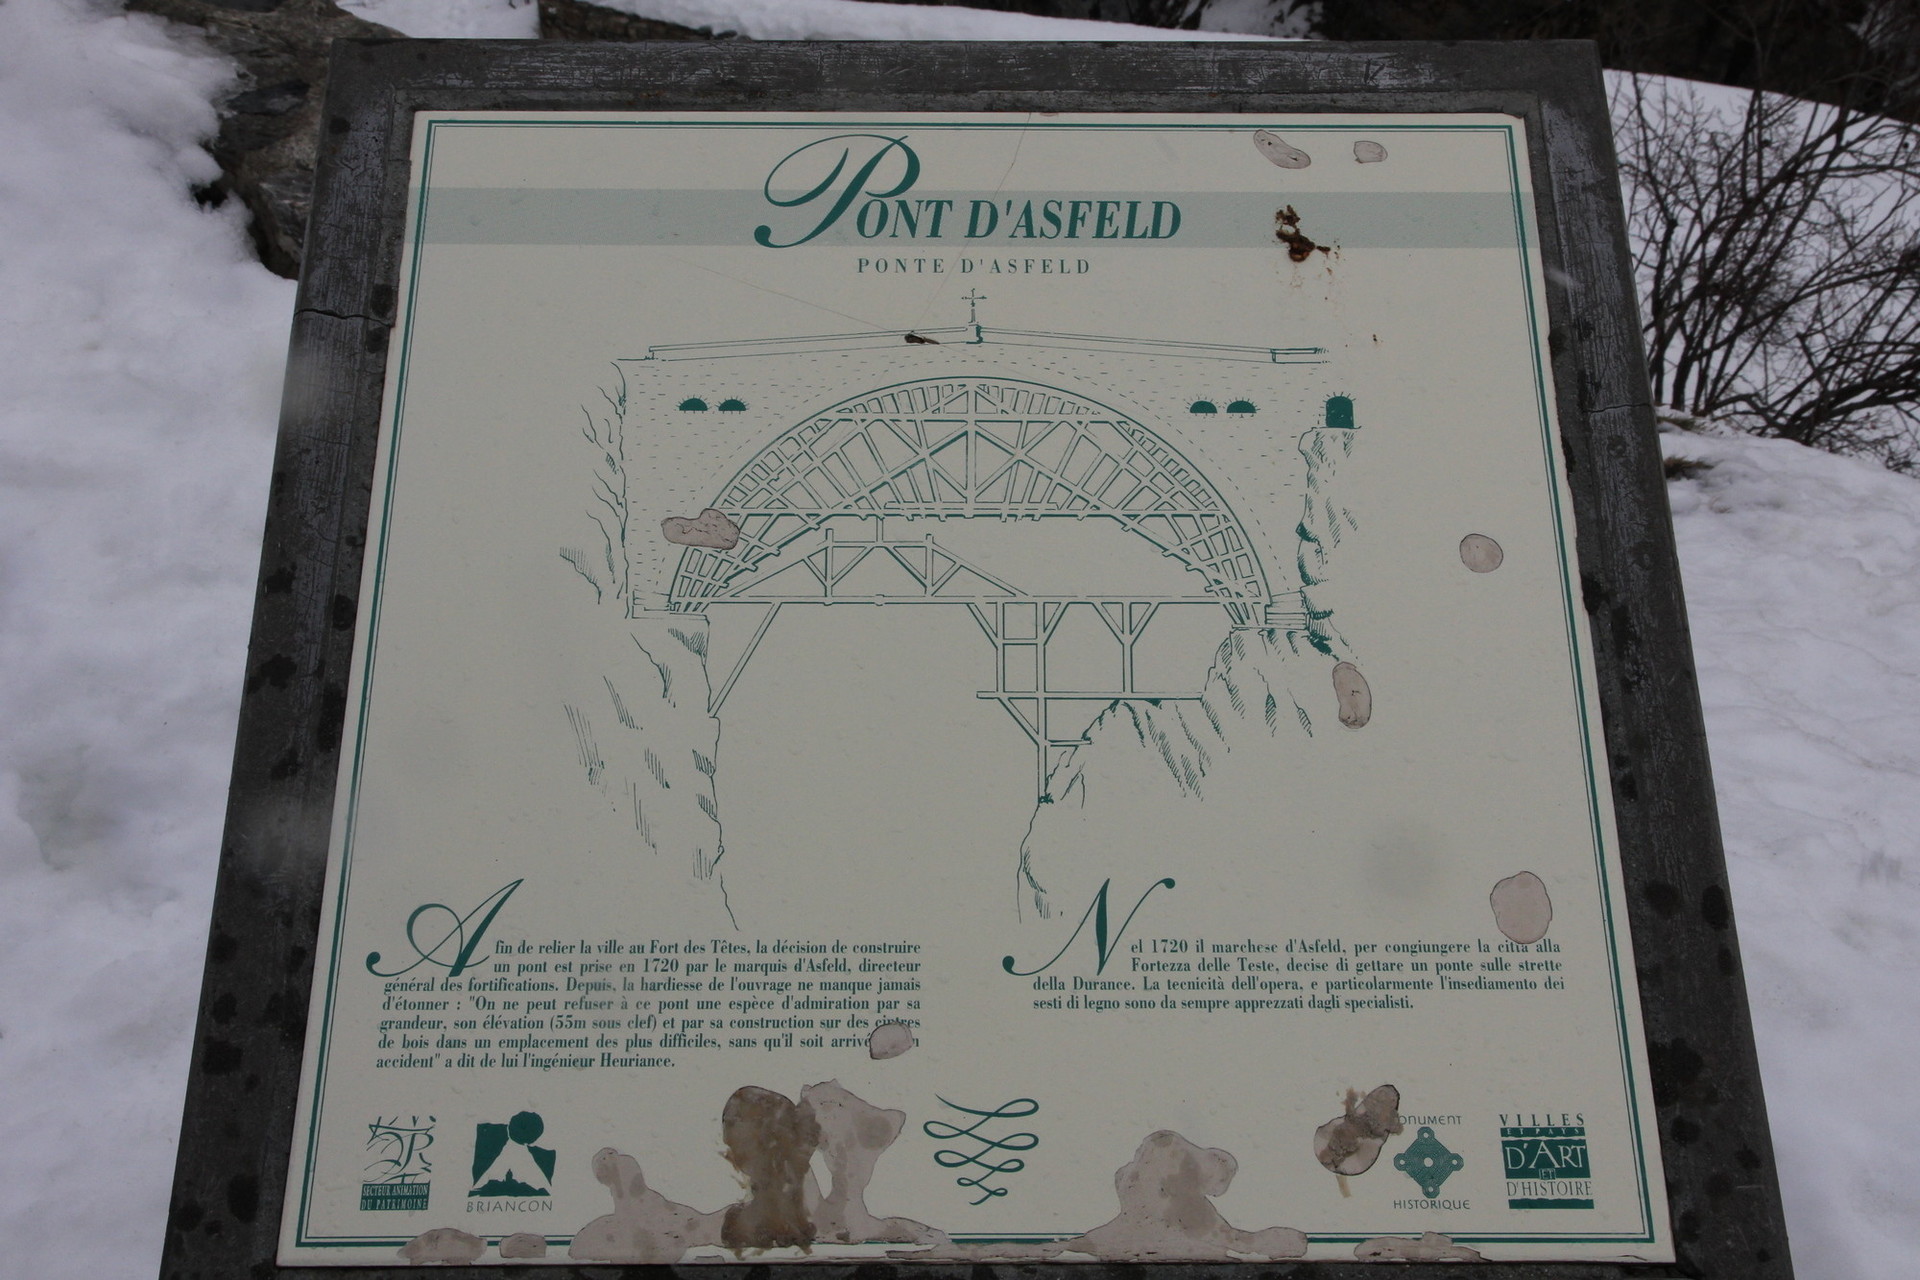 PONT D'ASFELD
PONTE D'ASFELD
Afin de relier la ville au Fort des Têtes, la décision de construire
un pont est prise en 1720 par le marquis d'Asfeld, directeur
général des fortifications. Depuis, la hardiesse de l'ouvrage ne manque jamais
d'étonner : "On ne peut refuser à ce pont une espèce d'admiration par sa
grandeur, son élévation (55m sous clef) et par sa construction sur des cintres
de bois dans un emplacement des plus difficiles, sans qu'il soit arrivé
accident" a dit de lui l'ingénieur Heuriance.
Nel 1720 il marchese d'Asfeld, per congiungere la città alla
Fortezza delle Teste, decise di gettare un ponte sulle strette
della Durance. La tecnicità dell'opera, e particolarmente l'insediamento dei
sesti di legno sono da sempre apprezzati dagli specialisti.
SECTEUR ANIMATION
DU PATRIMOINE
BRIANCON
MONUMENT
HISTORIQUE
VILLES
ET PAYS
D'ART
ET
D'HISTOIRE